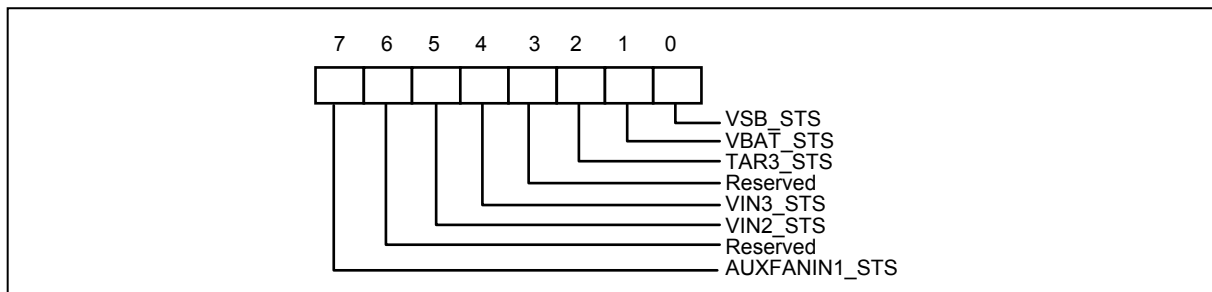 7 6 5 4 3 2 1 0
VSB_STS
VBAT_STS
TAR3_STS
Reserved
VIN3_STS
VIN2_STS
Reserved
AUXFANIN1_STS